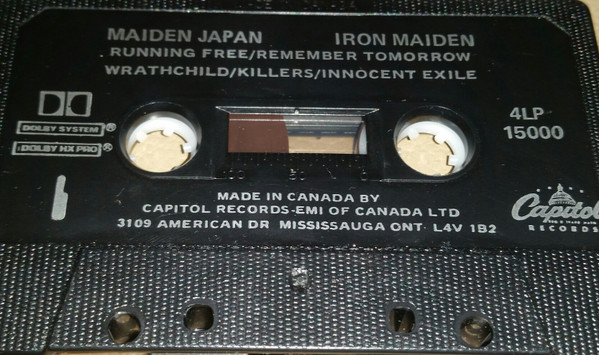 MAIDEN JAPAN IRON MAIDEN
RUNNING FREE/REMEMBER TOMORROW
WRATHCHILD/KILLERS/INNOCENT EXILE
4LP
15000
DOLBY SYSTEM®
DOLBY HX PRO®
1
MADE IN CANADA BY
CAPITOL RECORDS-EMI OF CANADA LTD
3109 AMERICAN DR MISSISSAUGA ONT· L4V 1B2
Capitol
RECORDS